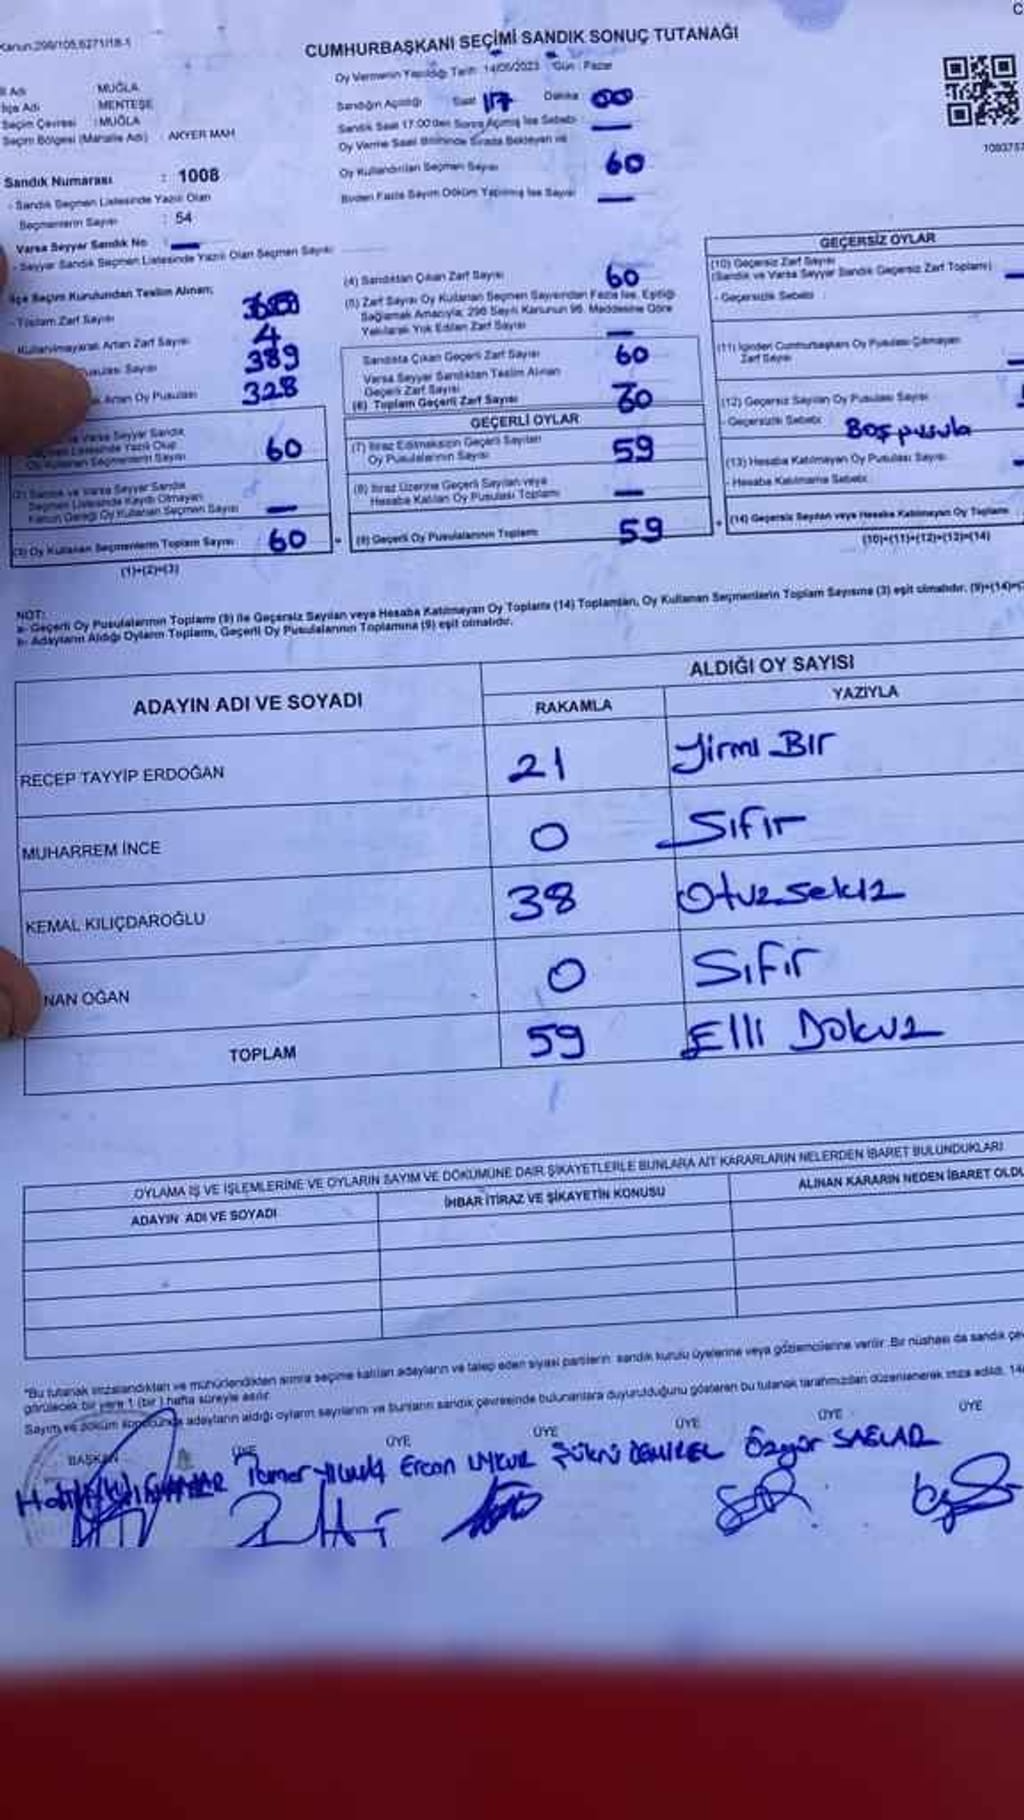 Kanun:298/105,6271/18-1
CUMHURBAŞKANI SEÇİMİ SANDIK SONUÇ TUTANAĞI
Oy Vermenin Yapıldığı Tarih: 14/05/2023 Gün: Pazar
İl Adı MUĞLA
İlçe Adı MENTEŞE
Seçim Çevresi : MUĞLA
Seçim Bölgesi (Mahalle Adı) : AKYER MAH
Sandık Numarası : 1008
- Sandık Seçmen Listesinde Yazılı Olan
Seçmenlerin Sayısı : 54
Varsa Seyyar Sandık No : —
- Seyyar Sandık Seçmen Listesinde Yazılı Olan Seçmen Sayısı
Sandığın Açıldığı Saat 17 Dakika 00
Sandık Saat 17:00'den Sonra Açılmış İse Sebebi —
Oy Verme Saati Bitiminde Sırada Bekleyen ve
Oy Kullandırılan Seçmen Sayısı 60
Birden Fazla Sayım Döküm Yapılmış İse Sayısı —
İlçe Seçim Kurulundan Teslim Alınan;
- Toplam Zarf Sayısı
Kullanılmayarak Artan Zarf Sayısı 4
Pusulası Sayısı 389
Artan Oy Pusulası 328
ve Varsa Seyyar Sandık
Seçmen Listesinde Yazılı Olup
Oy Kullanan Seçmenlerin Sayısı 60
(2) Sandık ve Varsa Seyyar Sandık
Seçmen Listesinde Kaydı Olmayan
Kanun Gereği Oy Kullanan Seçmen Sayısı —
(3) Oy Kullanan Seçmenlerin Toplam Sayısı 60
(1)+(2)=(3)
(4) Sandıktan Çıkan Zarf Sayısı 60
(5) Zarf Sayısı Oy Kullanan Seçmen Sayısından Fazla İse, Eşitliği
Sağlamak Amacıyla; 298 Sayılı Kanunun 98. Maddesine Göre
Yakılarak Yok Edilen Zarf Sayısı —
Sandıkta Çıkan Geçerli Zarf Sayısı 60
Varsa Seyyar Sandıktan Teslim Alınan
Geçerli Zarf Sayısı —
(6) Toplam Geçerli Zarf Sayısı 60
GEÇERLİ OYLAR
(7) İtiraz Edilmeksizin Geçerli Sayılan
Oy Pusulalarının Sayısı 59
(8) İtiraz Üzerine Geçerli Sayılan veya
Hesaba Katılan Oy Pusulası Toplamı —
(9) Geçerli Oy Pusulalarının Toplamı 59
GEÇERSİZ OYLAR
(10) Geçersiz Zarf Sayısı
(Sandık ve Varsa Seyyar Sandık Geçersiz Zarf Toplamı)
- Geçersizlik Sebebi :
(11) İçinden Cumhurbaşkanı Oy Pusulası Çıkmayan
Zarf Sayısı
(12) Geçersiz Sayılan Oy Pusulası Sayısı
- Geçersizlik Sebebi: Boş pusula
(13) Hesaba Katılmayan Oy Pusulası Sayısı
- Hesaba Katılmama Sebebi:
(14) Geçersiz Sayılan veya Hesaba Katılmayan Oy Toplamı
(10)+(11)+(12)+(13)=(14)
NOT:
a- Geçerli Oy Pusulalarının Toplamı (9) ile Geçersiz Sayılan veya Hesaba Katılmayan Oy Toplamı (14) Toplamları, Oy Kullanan Seçmenlerin Toplam Sayısına (3) eşit olmalıdır. (9)+(14)=
b- Adayların Aldığı Oyların Toplamı, Geçerli Oy Pusulalarının Toplamına (9) eşit olmalıdır.
ADAYIN ADI VE SOYADI
ALDIĞI OY SAYISI
RAKAMLA YAZIYLA
RECEP TAYYİP ERDOĞAN 21 Yirmi Bir
MUHARREM İNCE 0 Sıfır
KEMAL KILIÇDAROĞLU 38 Otuz sekiz
NAN OĞAN 0 Sıfır
TOPLAM 59 Elli Dokuz
OYLAMA İŞ VE İŞLEMLERİNE VE OYLARIN SAYIM VE DÖKÜMÜNE DAİR ŞİKAYETLERLE BUNLARA AİT KARARLARIN NELERDEN İBARET BULUNDUKLARI
ADAYIN ADI VE SOYADI İHBAR İTİRAZ VE ŞİKAYETİN KONUSU ALINAN KARARIN NEDEN İBARET OLDU
*Bu tutanak imzalandıktan ve mühürlendikten sonra seçime katılan adayların ve talep eden siyasi partilerin sandık kurulu üyelerine veya gözlemcilerine verilir. Bir nüshası da sandık çev
görülecek bir yere 1 (bir) hafta süreyle asılır.
Sayım ve döküm sonucunda adayların aldığı oyların sayılarını ve bunların sandık çevresinde bulunanlara duyurulduğunu gösteren bu tutanak tarafımızdan düzenlenerek imza edildi. 14
BAŞKAN ÜYE ÜYE ÜYE ÜYE ÜYE ÜYE
Ercan UYKUR Şükrü DEMİREL Özgür SAĞLAR